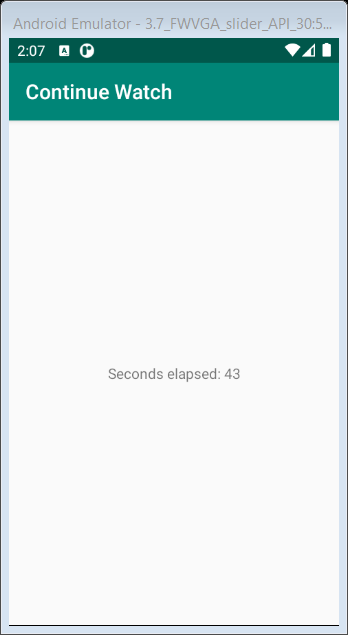 Android Emulator - 3.7_FWVGA_slider_API_30:5...
2:07
Continue Watch
Seconds elapsed: 43